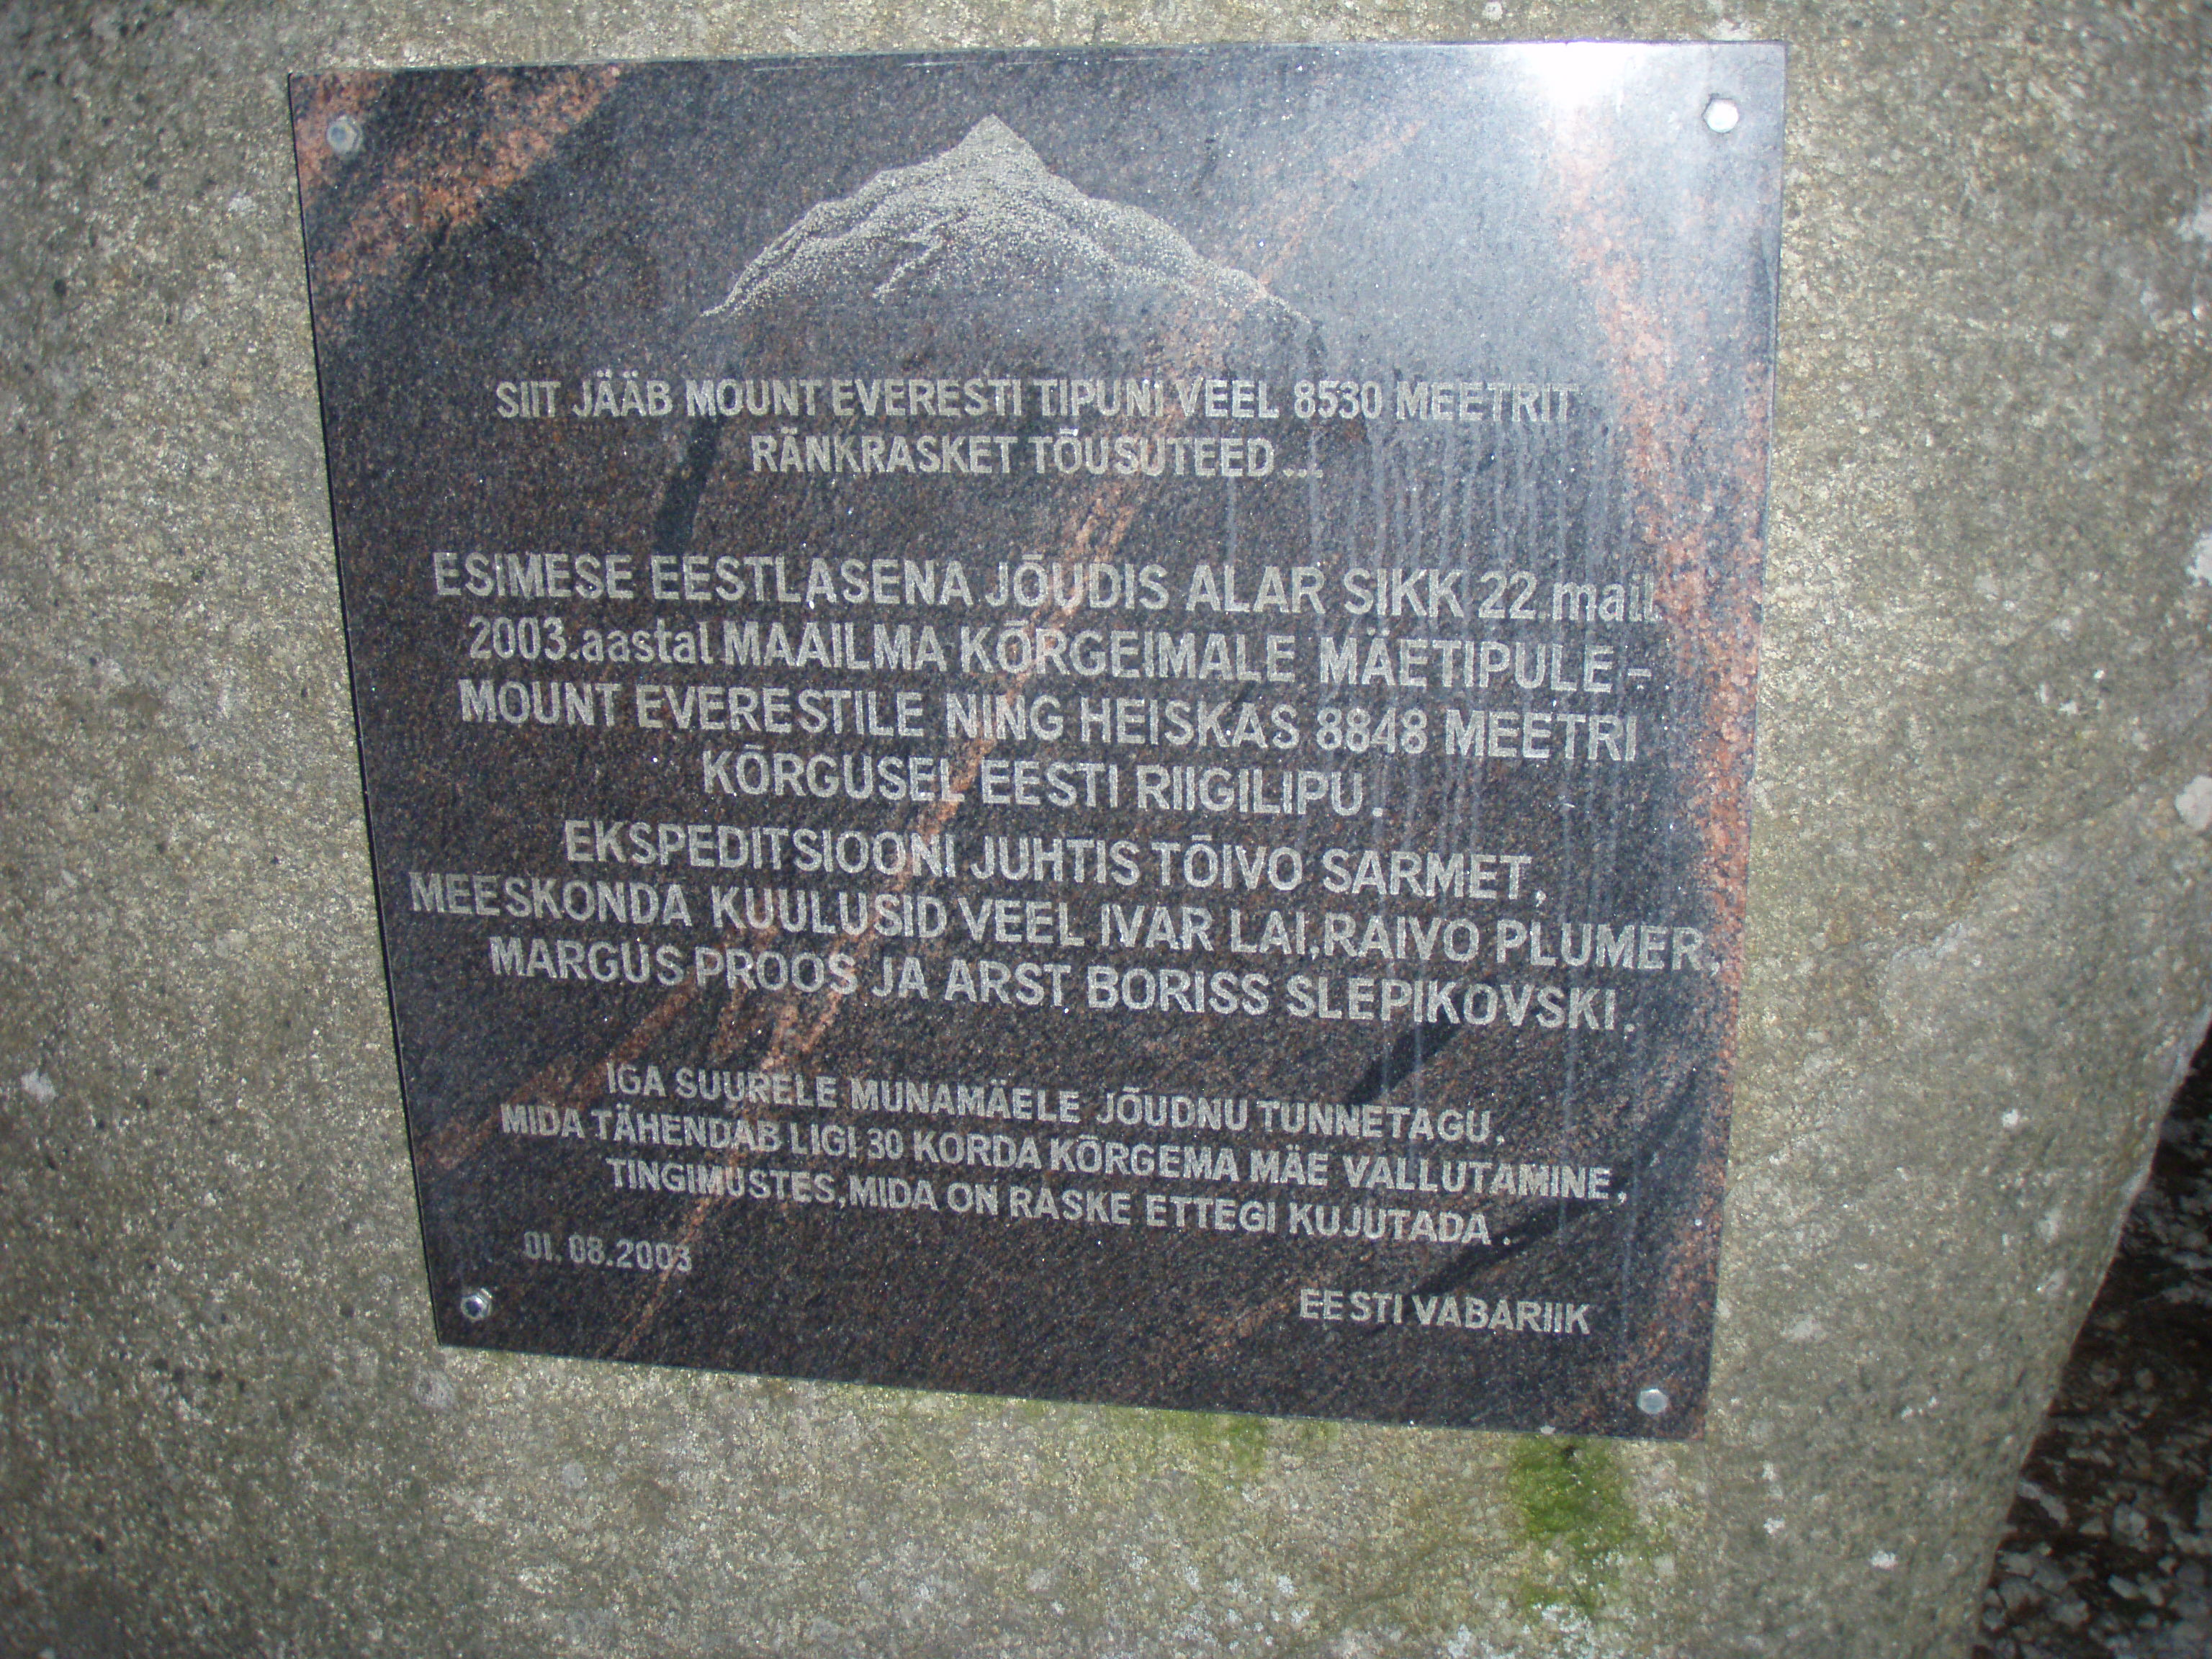 SIIT JÄÄB MOUNT EVERESTI TIPUNI VEEL 8530 MEETRIT
RÄNKRASKET TÕUSUTEED...
ESIMESE EESTLASENA JÕUDIS ALAR SIKK 22.mail
2003.aastal MAAILMA KÕRGEIMALE MÄETIPULE-
MOUNT EVERESTILE NING HEISKAS 8848 MEETRI
KÕRGUSEL EESTI RIIGILIPU.
EKSPEDITSIOONI JUHTIS TÕIVO SARMET,
MEESKONDA KUULUSID VEEL IVAR LAI,RAIVO PLUMER,
MARGUS PROOS JA ARST BORISS SLEPIKOVSKI.
IGA SUURELE MUNAMÄELE JÕUDNU TUNNETAGU,
MIDA TÄHENDAB LIGI 30 KORDA KÕRGEMA MÄE VALLUTAMINE,
TINGIMUSTES,MIDA ON RASKE ETTEGI KUJUTADA.
01.08.2003
EESTI VABARIIK